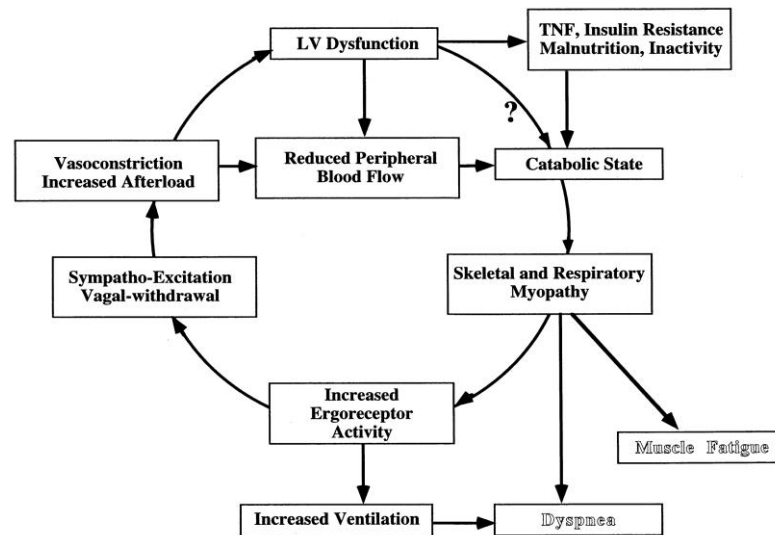 LV Dysfunction
TNF, Insulin Resistance
Malnutrition, Inactivity
?
Vasoconstriction
Increased Afterload
Reduced Peripheral
Blood Flow
Catabolic State
Sympatho-Excitation
Vagal-withdrawal
Skeletal and Respiratory
Myopathy
Increased
Ergoreceptor
Activity
Muscle Fatigue
Increased Ventilation
Dyspnea